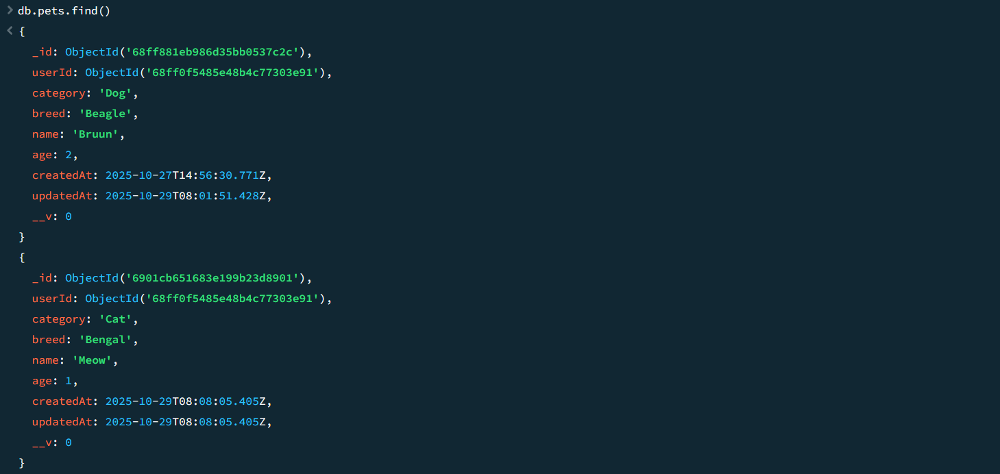 > db.pets.find()
< {
_id: ObjectId('68ff881eb986d35bb0537c2c'),
userId: ObjectId('68ff0f5485e48b4c77303e91'),
category: 'Dog',
breed: 'Beagle',
name: 'Bruun',
age: 2,
createdAt: 2025-10-27T14:56:30.771Z,
updatedAt: 2025-10-29T08:01:51.428Z,
__v: 0
}
{
_id: ObjectId('6901cb651683e199b23d8901'),
userId: ObjectId('68ff0f5485e48b4c77303e91'),
category: 'Cat',
breed: 'Bengal',
name: 'Meow',
age: 1,
createdAt: 2025-10-29T08:08:05.405Z,
updatedAt: 2025-10-29T08:08:05.405Z,
__v: 0
}